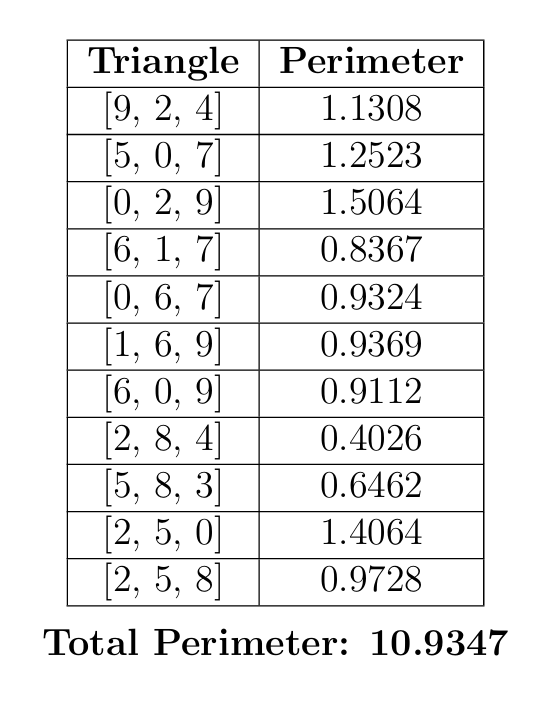 Triangle Perimeter
[9, 2, 4] 1.1308
[5, 0, 7] 1.2523
[0, 2, 9] 1.5064
[6, 1, 7] 0.8367
[0, 6, 7] 0.9324
[1, 6, 9] 0.9369
[6, 0, 9] 0.9112
[2, 8, 4] 0.4026
[5, 8, 3] 0.6462
[2, 5, 0] 1.4064
[2, 5, 8] 0.9728
Total Perimeter: 10.9347